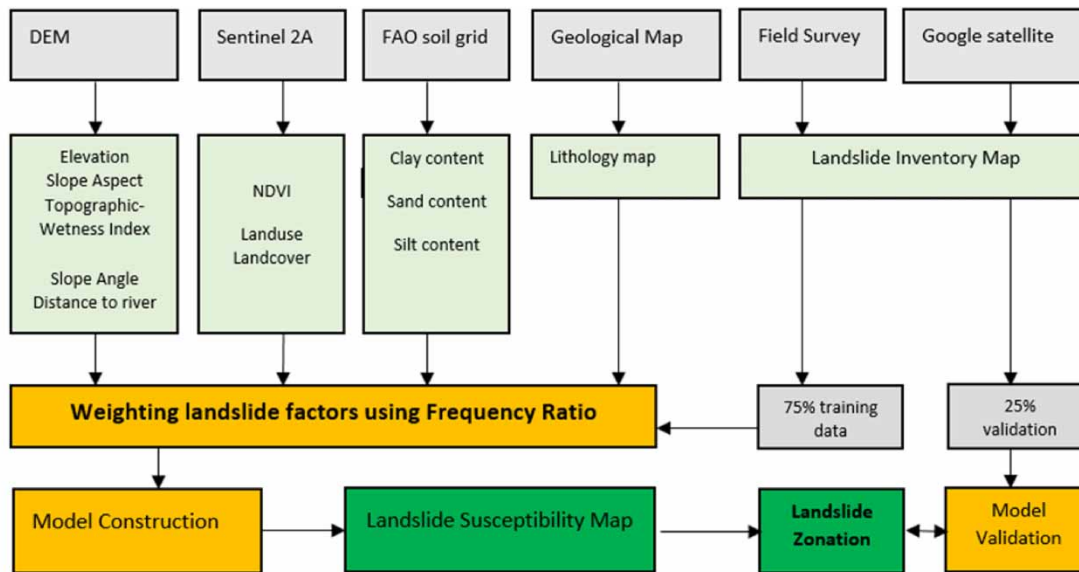 DEM
Sentinel 2A
FAO soil grid
Geological Map
Field Survey
Google satellite
Elevation
Slope Aspect
Topographic-
Wetness Index
Slope Angle
Distance to river
NDVI
Landuse
Landcover
Clay content
Sand content
Silt content
Lithology map
Landslide Inventory Map
Weighting landslide factors using Frequency Ratio
75% training
data
25%
validation
Model Construction
Landslide Susceptibility Map
Landslide
Zonation
Model
Validation